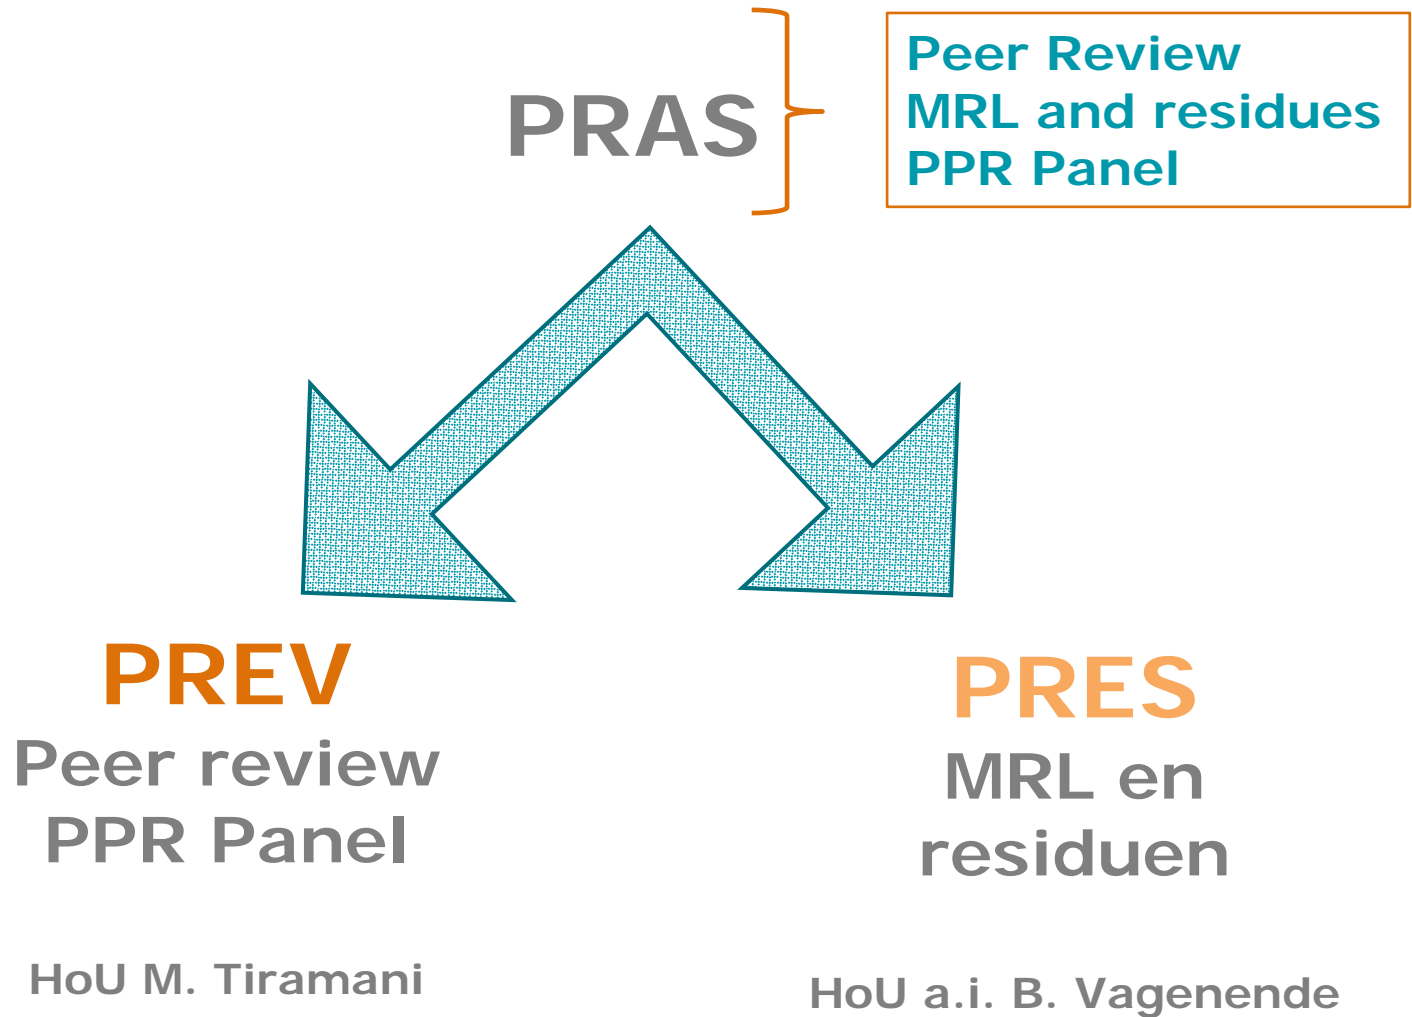 PRAS
Peer Review
MRL and residues
PPR Panel
PREV
Peer review
PPR Panel
HoU M. Tiramani
PRES
MRL en
residuen
HoU a.i. B. Vagenende